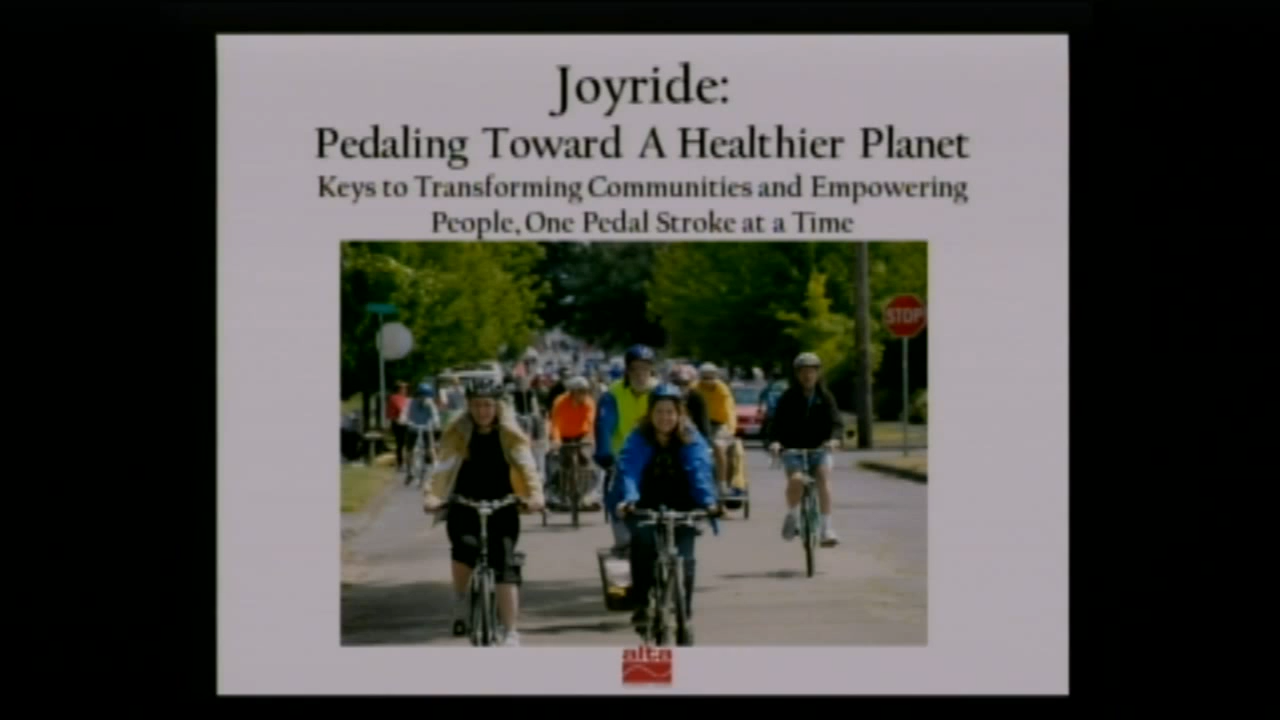 Joyride:
Pedaling Toward A Healthier Planet
Keys to Transforming Communities and Empowering
People, One Pedal Stroke at a Time
STOP
alta